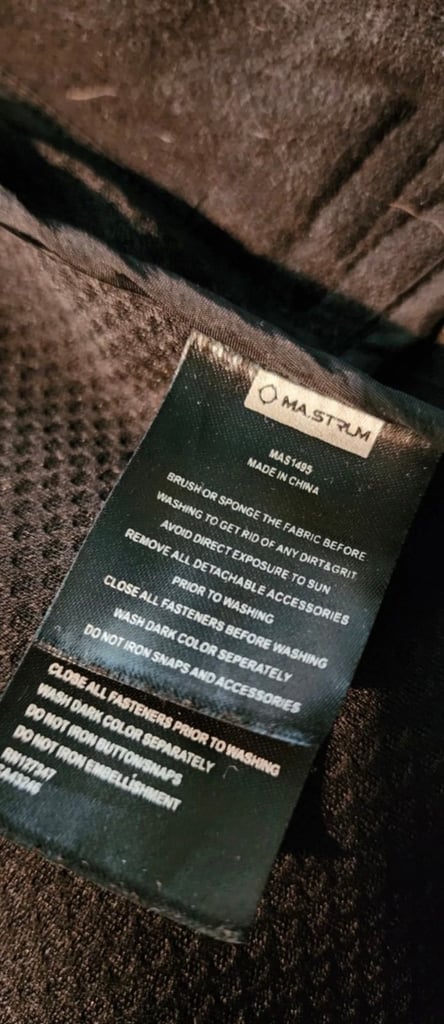 MA.STRUM
MAS1495
MADE IN CHINA
BRUSH OR SPONGE THE FABRIC BEFORE
WASHING TO GET RID OF ANY DIRT&GRIT
AVOID DIRECT EXPOSURE TO SUN
REMOVE ALL DETACHABLE ACCESSORIES
PRIOR TO WASHING
CLOSE ALL FASTENERS BEFORE WASHING
WASH DARK COLOR SEPERATELY
DO NOT IRON SNAPS AND ACCESSORIES
CLOSE ALL FASTENERS PRIOR TO WASHING
WASH DARK COLOR SEPARATELY
DO NOT IRON BUTTON/SNAPS
DO NOT IRON EMBELLISHMENT
RN127347